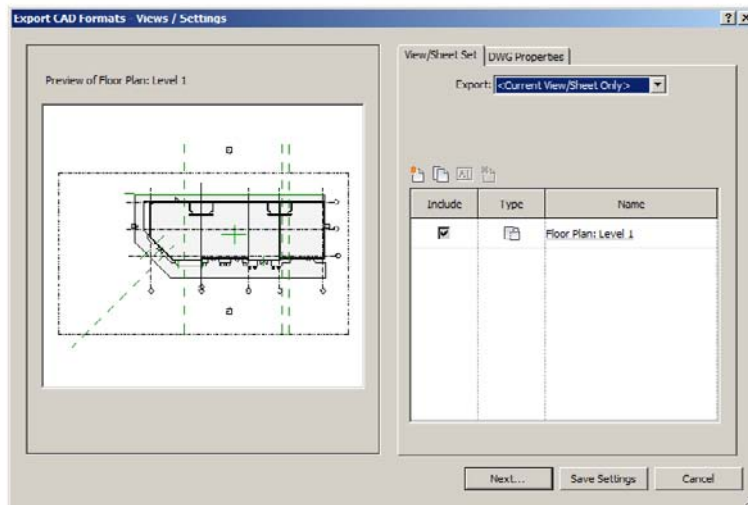 Export CAD Formats - Views / Settings
Preview of Floor Plan: Level 1
View/Sheet Set
DWG Properties
Export: <Current View/Sheet Only>
Include
Type
Name
Floor Plan: Level 1
Next...
Save Settings
Cancel